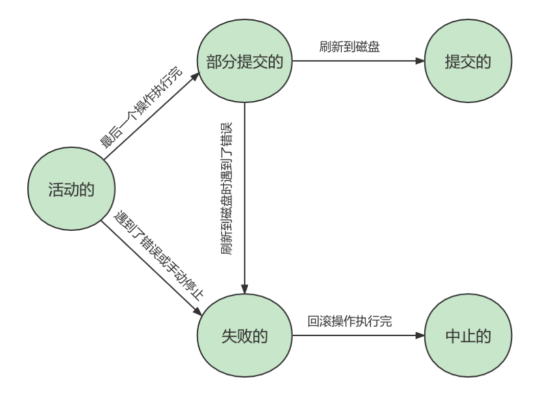 部分提交的
刷新到磁盘
提交的
最后一个操作执行完
刷新到磁盘时遇到了错误
活动的
遇到了错误或手动停止
失败的
回滚操作执行完
中止的